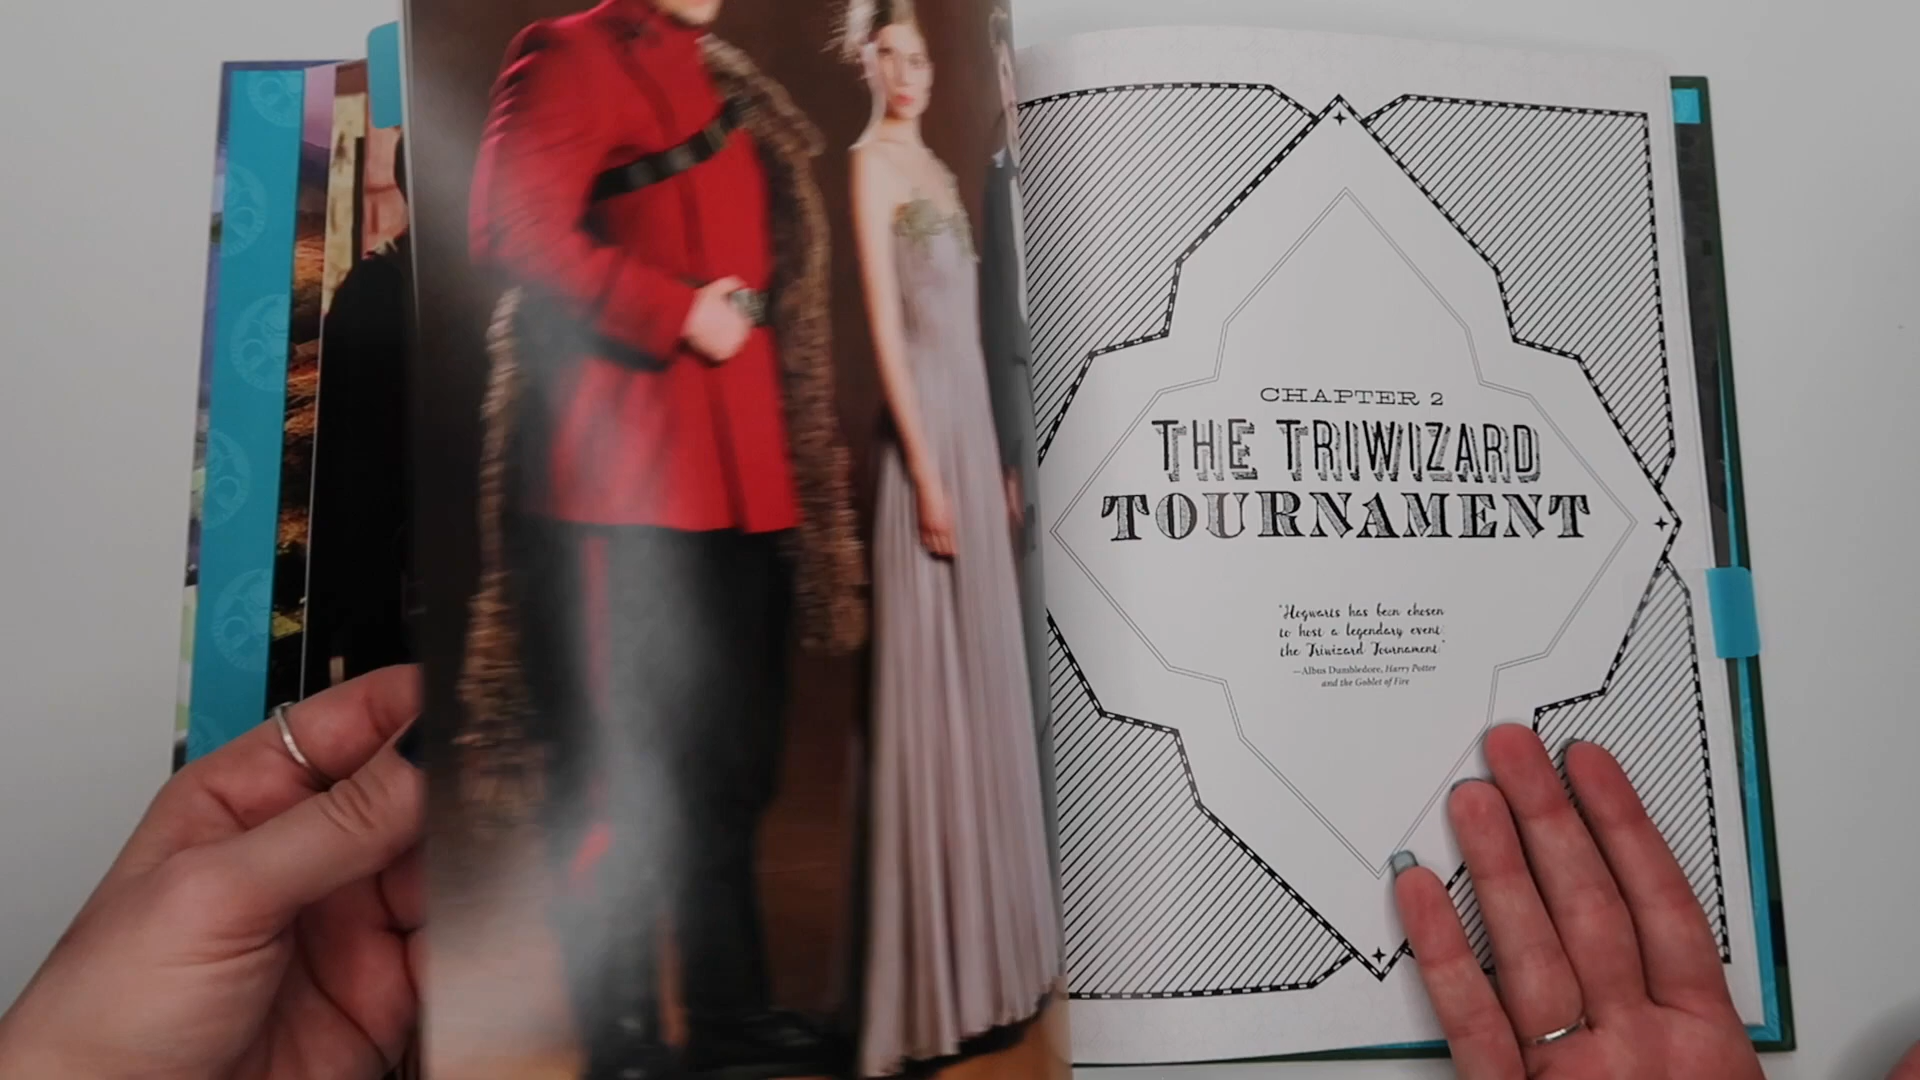 CHAPTER 2
THE TRIWIZARD
TOURNAMENT
"Hogwarts has been chosen
to host a legendary event:
the Triwizard Tournament."
—Albus Dumbledore, Harry Potter
and the Goblet of Fire